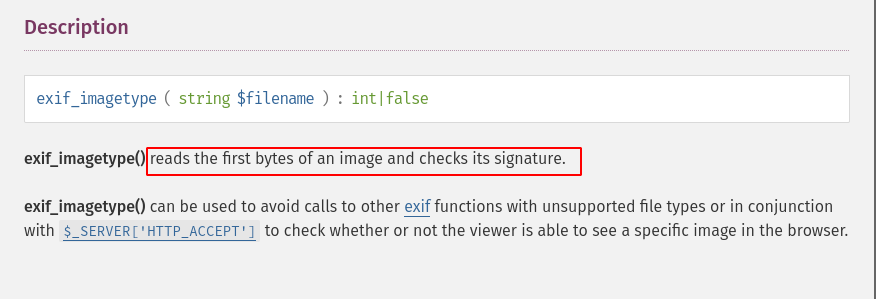 Description
exif_imagetype ( string $filename ) : int|false
exif_imagetype() reads the first bytes of an image and checks its signature.
exif_imagetype() can be used to avoid calls to other exif functions with unsupported file types or in conjunction
with $_SERVER['HTTP_ACCEPT'] to check whether or not the viewer is able to see a specific image in the browser.